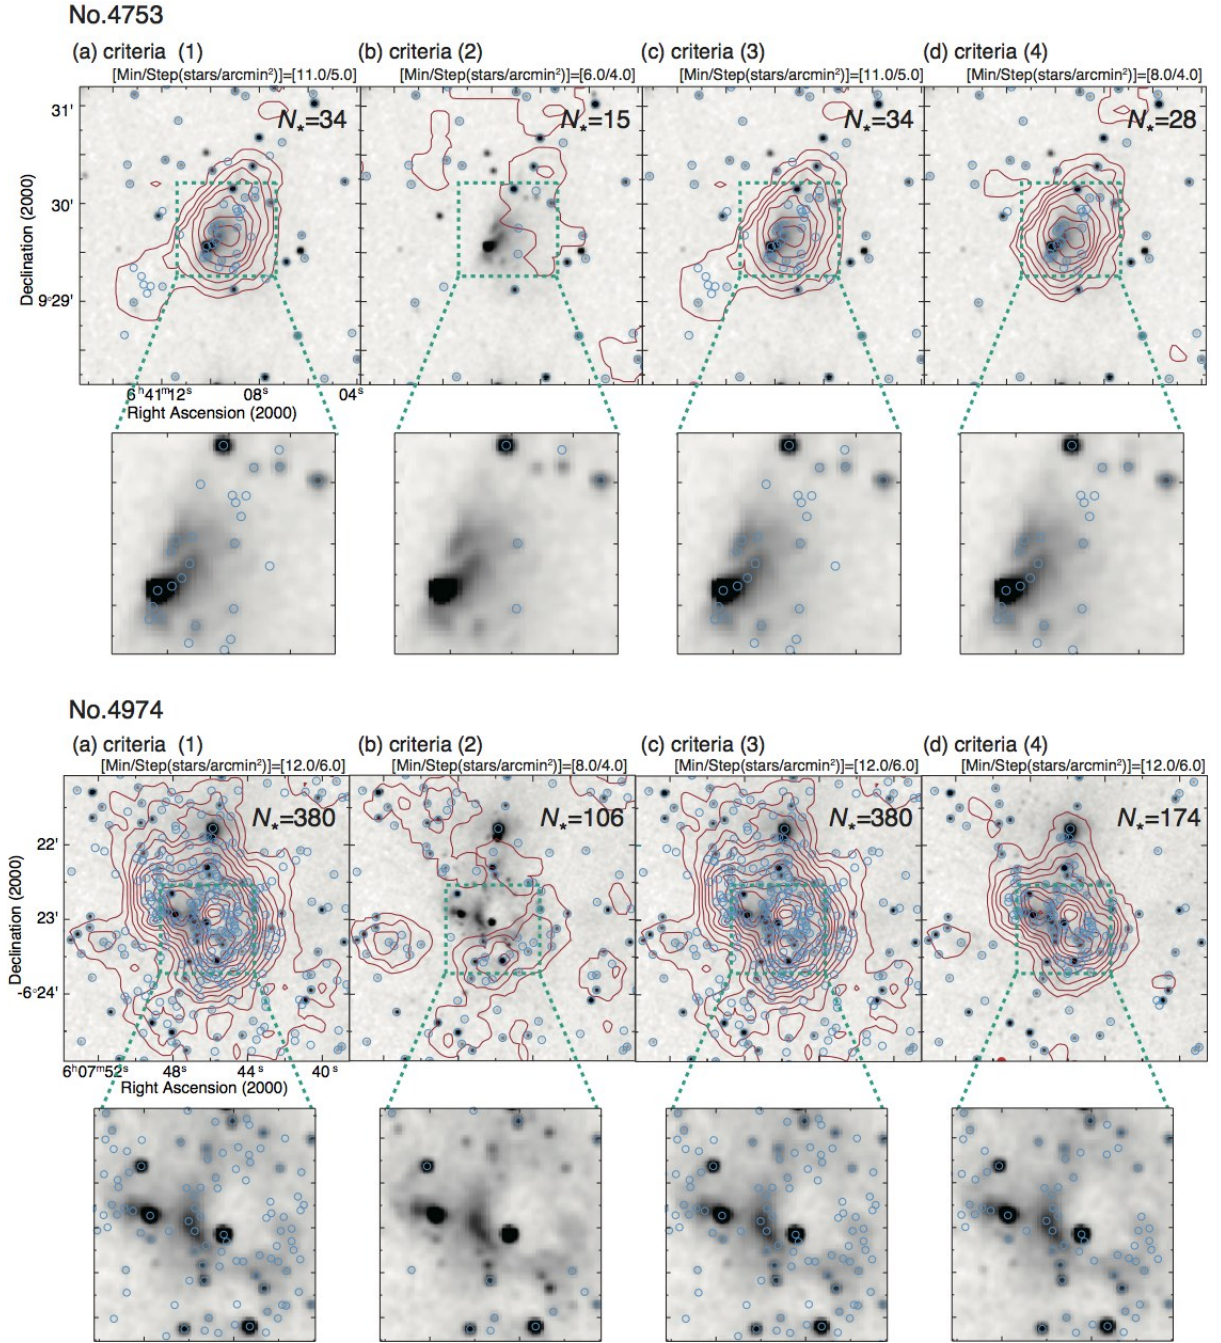 No.4753
(a) criteria (1) (b) criteria (2) (c) criteria (3) (d) criteria (4)
[Min/Step(stars/arcmin²)]=[11.0/5.0] [Min/Step(stars/arcmin²)]=[6.0/4.0] [Min/Step(stars/arcmin²)]=[11.0/5.0] [Min/Step(stars/arcmin²)]=[8.0/4.0]
31'
N*=34 N*=15 N*=34 N*=28
30'
Declination (2000)
9°29'
6h41m12s 08s 04s
Right Ascension (2000)
No.4974
(a) criteria (1) (b) criteria (2) (c) criteria (3) (d) criteria (4)
[Min/Step(stars/arcmin²)]=[12.0/6.0] [Min/Step(stars/arcmin²)]=[8.0/4.0] [Min/Step(stars/arcmin²)]=[12.0/6.0] [Min/Step(stars/arcmin²)]=[12.0/6.0]
N*=380 N*=106 N*=380 N*=174
22'
Declination (2000)
23'
-6°24'
6h07m52s 48s 44s 40s
Right Ascension (2000)